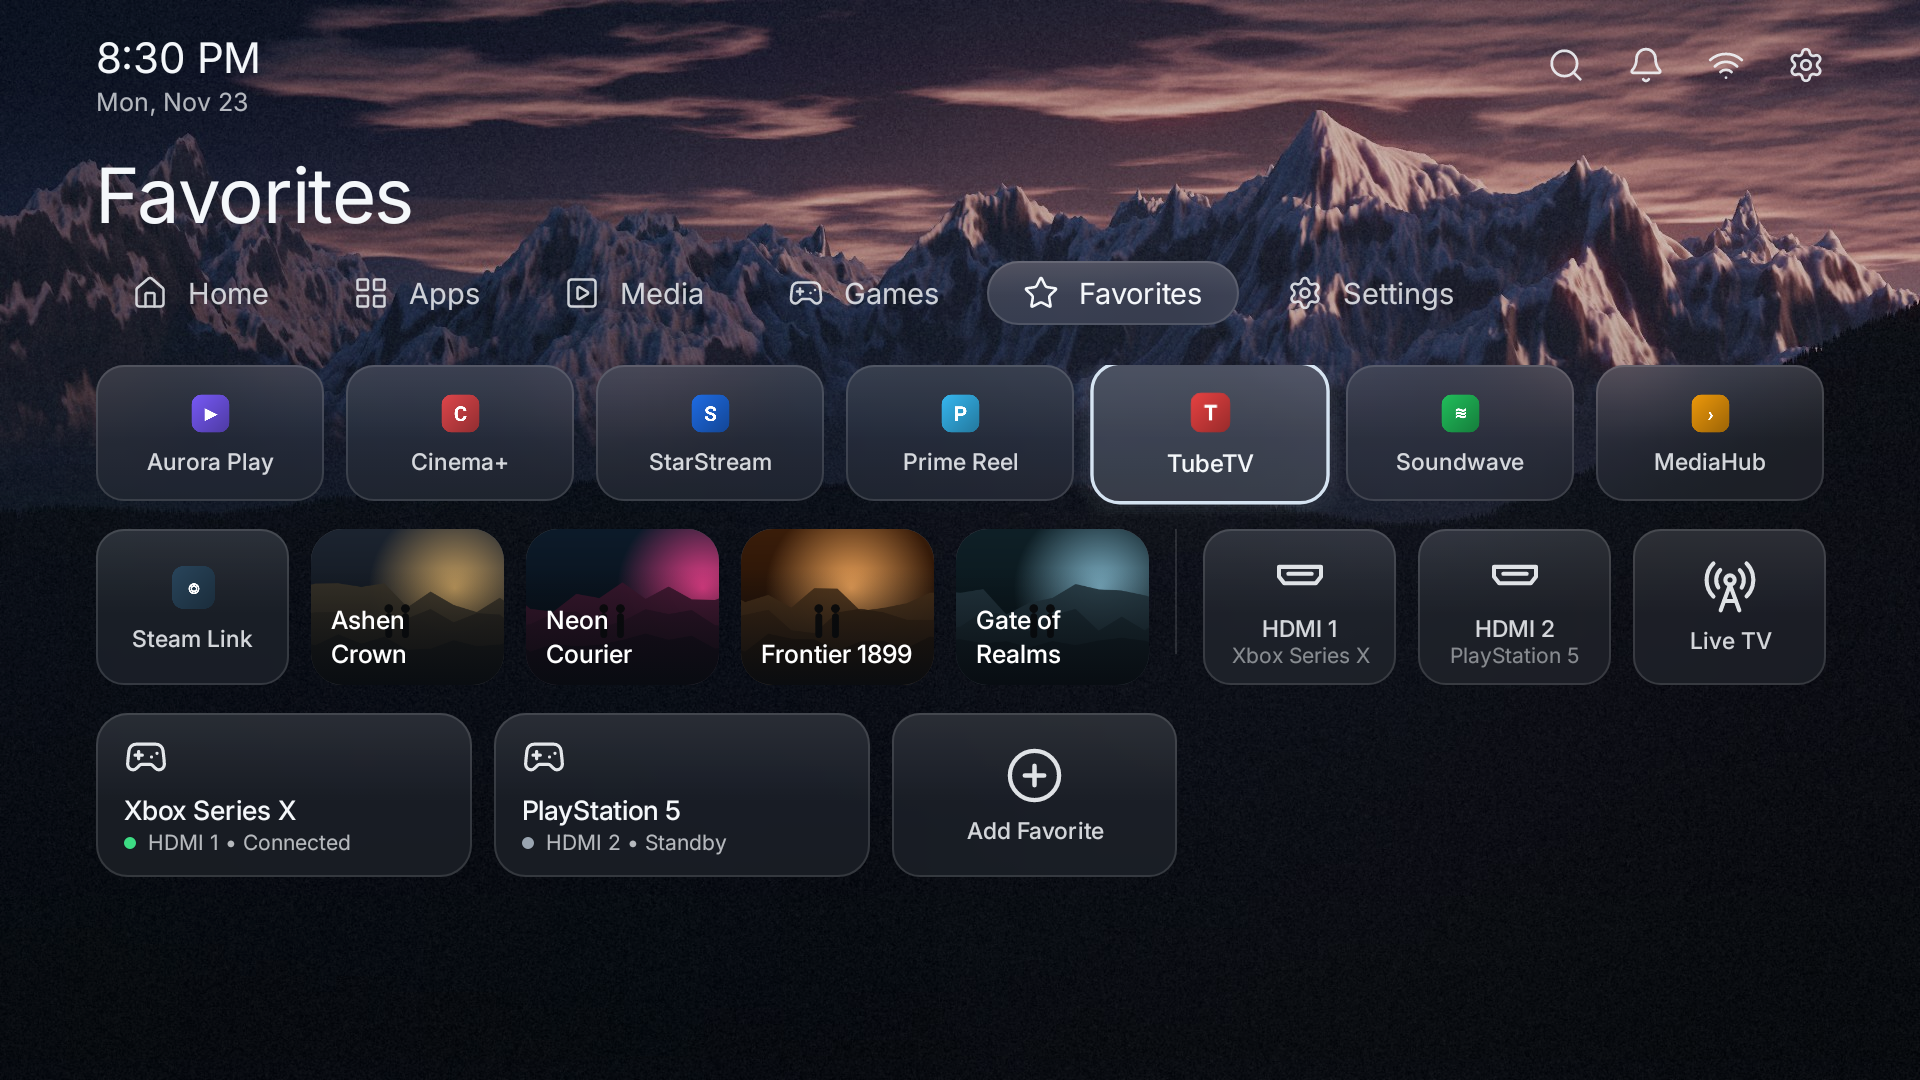 8:30 PM
Mon, Nov 23
Favorites
Home
Apps
Media
Games
Favorites
Settings
Aurora Play
C
Cinema+
S
StarStream
P
Prime Reel
T
TubeTV
Soundwave
MediaHub
Steam Link
Ashen
Crown
Neon
Courier
Frontier 1899
Gate of
Realms
HDMI 1
Xbox Series X
HDMI 2
PlayStation 5
Live TV
Xbox Series X
HDMI 1 • Connected
PlayStation 5
HDMI 2 • Standby
Add Favorite